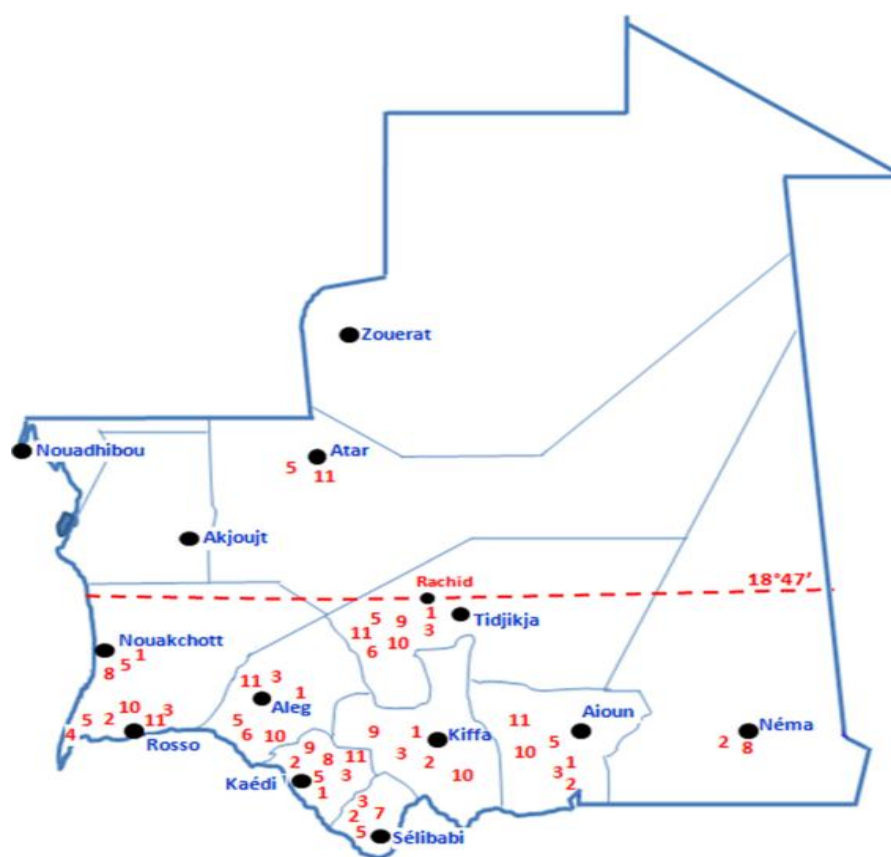 Zouerat
Nouadhibou
Atar
5 11
Akjoujt
18°47'
Rachid
Tidjikja
5 9 1
11 3
6 10
Nouakchott
1
5
8
11 3
1
Aleg
5
6 10
10 3
5 2 11
4
Rosso
9 1
Kiffa
3 2
10
11
Aioun
10 5
1
3
2
Néma
2 8
9
2 8 11
Kaédi
5 3
1
3
2 7
5
Sélibabi